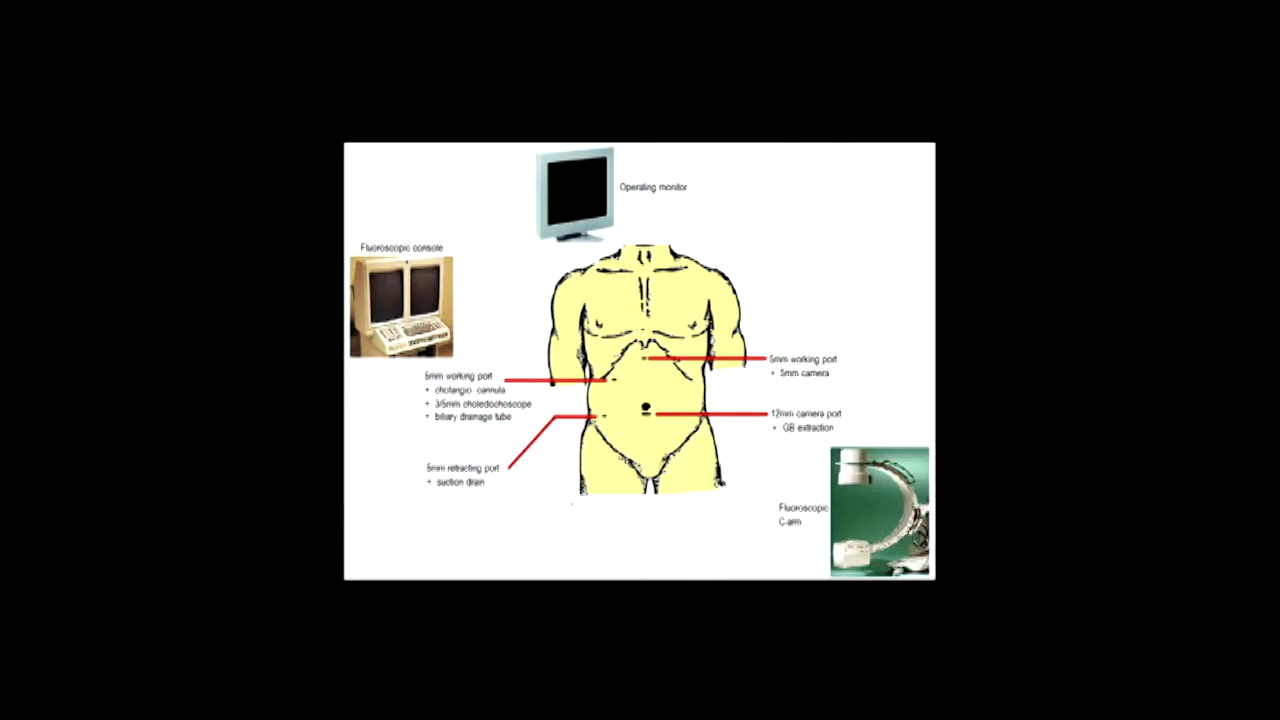 Operating monitor
Fluoroscopic console
5mm working port
+ 5mm camera
5mm working port
+ cholangio cannula
+ 3/5mm choledochoscope
+ biliary drainage tube
12mm camera port
+ GB extraction
5mm retracting port
+ suction drain
Fluoroscopic
C-arm